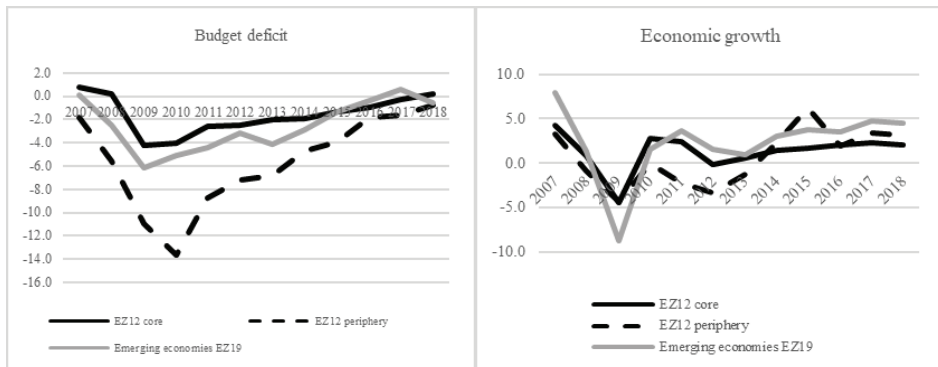 Budget deficit
2.0
0.0
-2.0
-4.0
-6.0
-8.0
-10.0
-12.0
-14.0
-16.0
2007 2008 2009 2010 2011 2012 2013 2014 2015 2016 2017 2018
EZ12 core EZ12 periphery
Emerging economies EZ19
Economic growth
10.0
5.0
0.0
-5.0
-10.0
2007 2008 2009 2010 2011 2012 2013 2014 2015 2016 2017 2018
EZ12 core
EZ12 periphery
Emerging economies EZ19